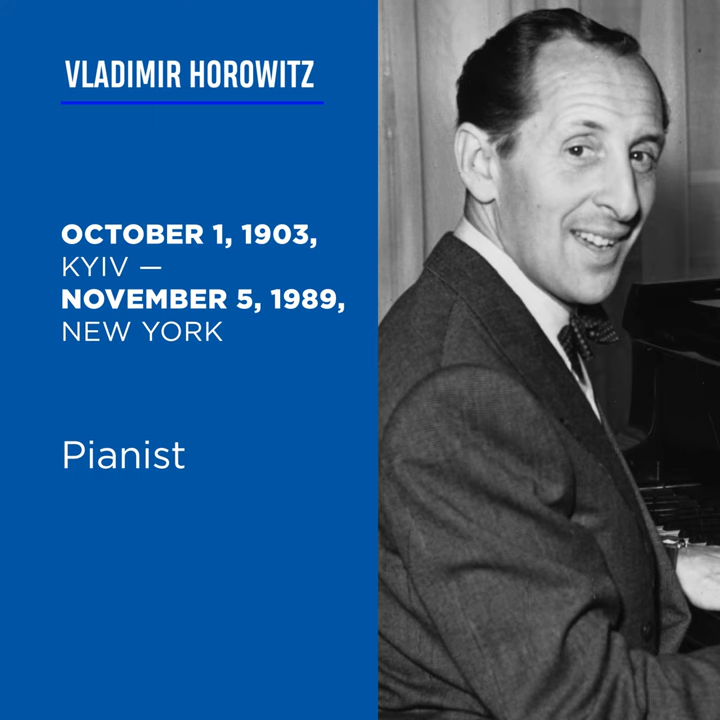 VLADIMIR HOROWITZ
OCTOBER 1, 1903,
KYIV —
NOVEMBER 5, 1989,
NEW YORK
Pianist